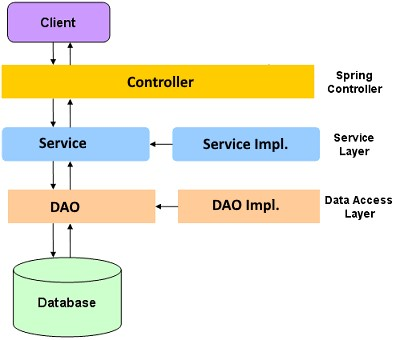 Client
Controller
Spring
Controller
Service
Service Impl.
Service
Layer
DAO
DAO Impl.
Data Access
Layer
Database